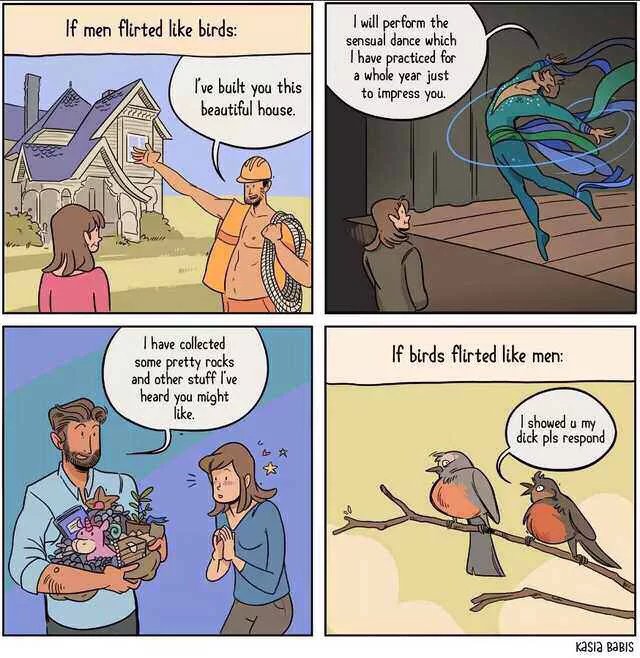 If men flirted like birds:
I've built you this
beautiful house.
I will perform the
sensual dance which
I have practiced for
a whole year just
to impress you.
I have collected
some pretty rocks
and other stuff I've
heard you might
like.
If birds flirted like men:
I showed u my
dick pls respond
Kasia Babis